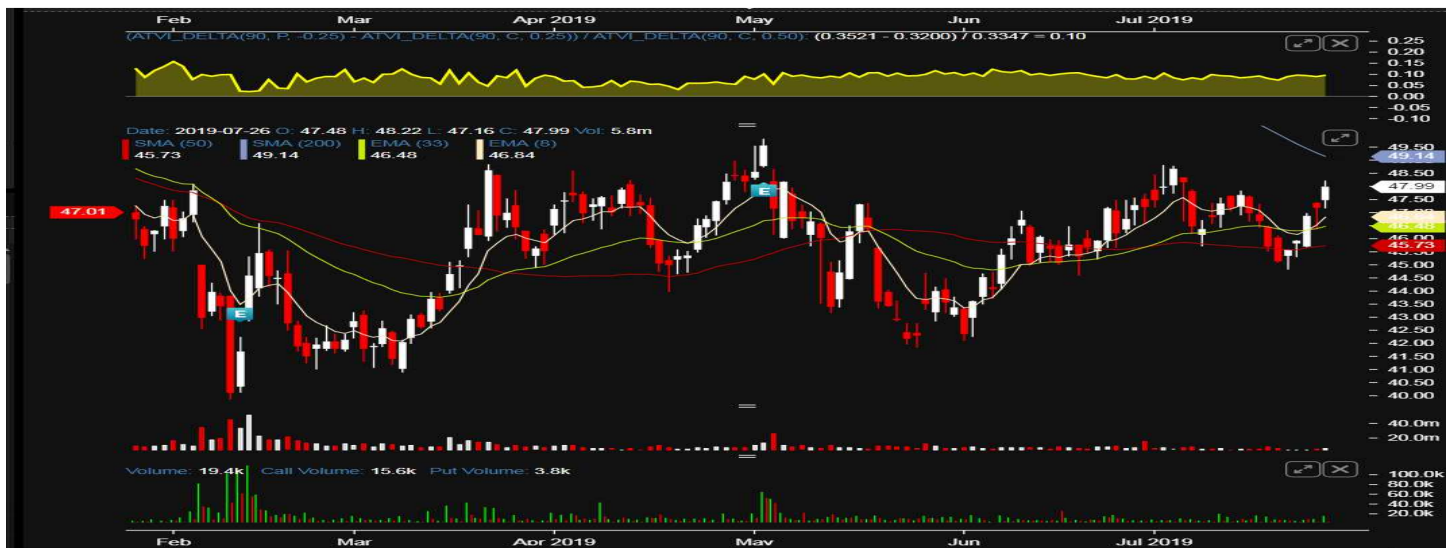 Feb Mar Apr 2019 May Jun Jul 2019
(ATVI_DELTA(90, P, -0.25) - ATVI_DELTA(90, C, 0.25)) / ATVI_DELTA(90, C, 0.50): (0.3521 - 0.3200) / 0.3347 = 0.10
0.25
0.20
0.15
0.10
0.05
0.00
-0.05
-0.10
Date: 2019-07-26 O: 47.48 H: 48.22 L: 47.16 C: 47.99 Vol: 5.8m
SMA (50) SMA (200) EMA (33) EMA (8)
45.73 49.14 46.48 46.84
49.50
49.14
48.50
47.99
47.50
47.01
46.48
46.00
45.73
45.00
44.50
44.00
43.50
43.00
42.50
42.00
41.50
41.00
40.50
40.00
E
E
40.0m
20.0m
Volume: 19.4k Call Volume: 15.6k Put Volume: 3.8k
100.0k
80.0k
60.0k
40.0k
20.0k
Feb Mar Apr 2019 May Jun Jul 2019